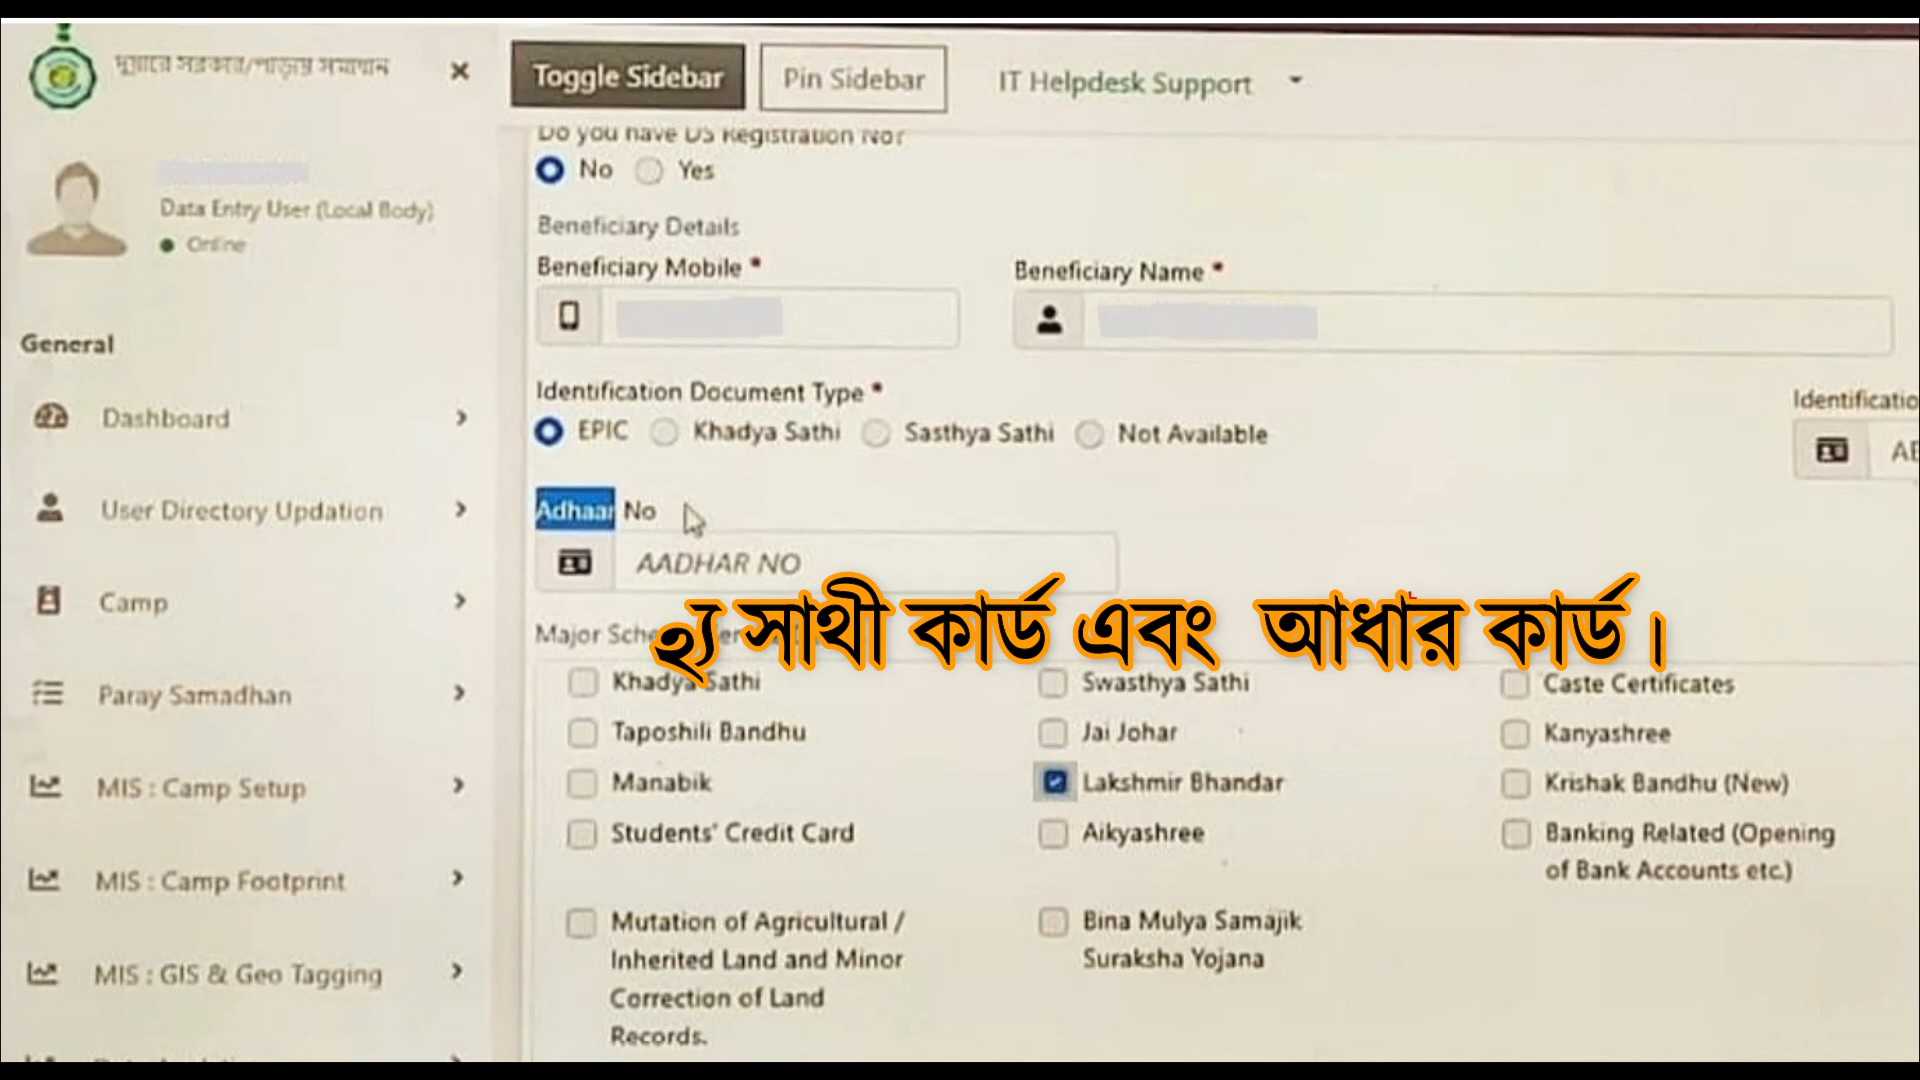 দুয়ারে সরকার/পাড়ায় সমাধান
Toggle Sidebar
Pin Sidebar
IT Helpdesk Support
Do you have DS Registration No?
No
Yes
Data Entry User (Local Body)
Online
Beneficiary Details
Beneficiary Mobile *
Beneficiary Name *
General
Identification Document Type *
Identificatio
EPIC
Khadya Sathi
Sasthya Sathi
Not Available
Dashboard
User Directory Updation
Adhaar No
AADHAR NO
Camp
স্থ্য সাথী কার্ড এবং আধার কার্ড।
Major Sche
Khadya Sathi
Swasthya Sathi
Caste Certificates
Paray Samadhan
Taposhili Bandhu
Jai Johar
Kanyashree
MIS : Camp Setup
Manabik
Lakshmir Bhandar
Krishak Bandhu (New)
Students' Credit Card
Aikyashree
Banking Related (Opening
of Bank Accounts etc.)
MIS : Camp Footprint
Mutation of Agricultural /
Inherited Land and Minor
Correction of Land
Records.
Bina Mulya Samajik
Suraksha Yojana
MIS : GIS & Geo Tagging